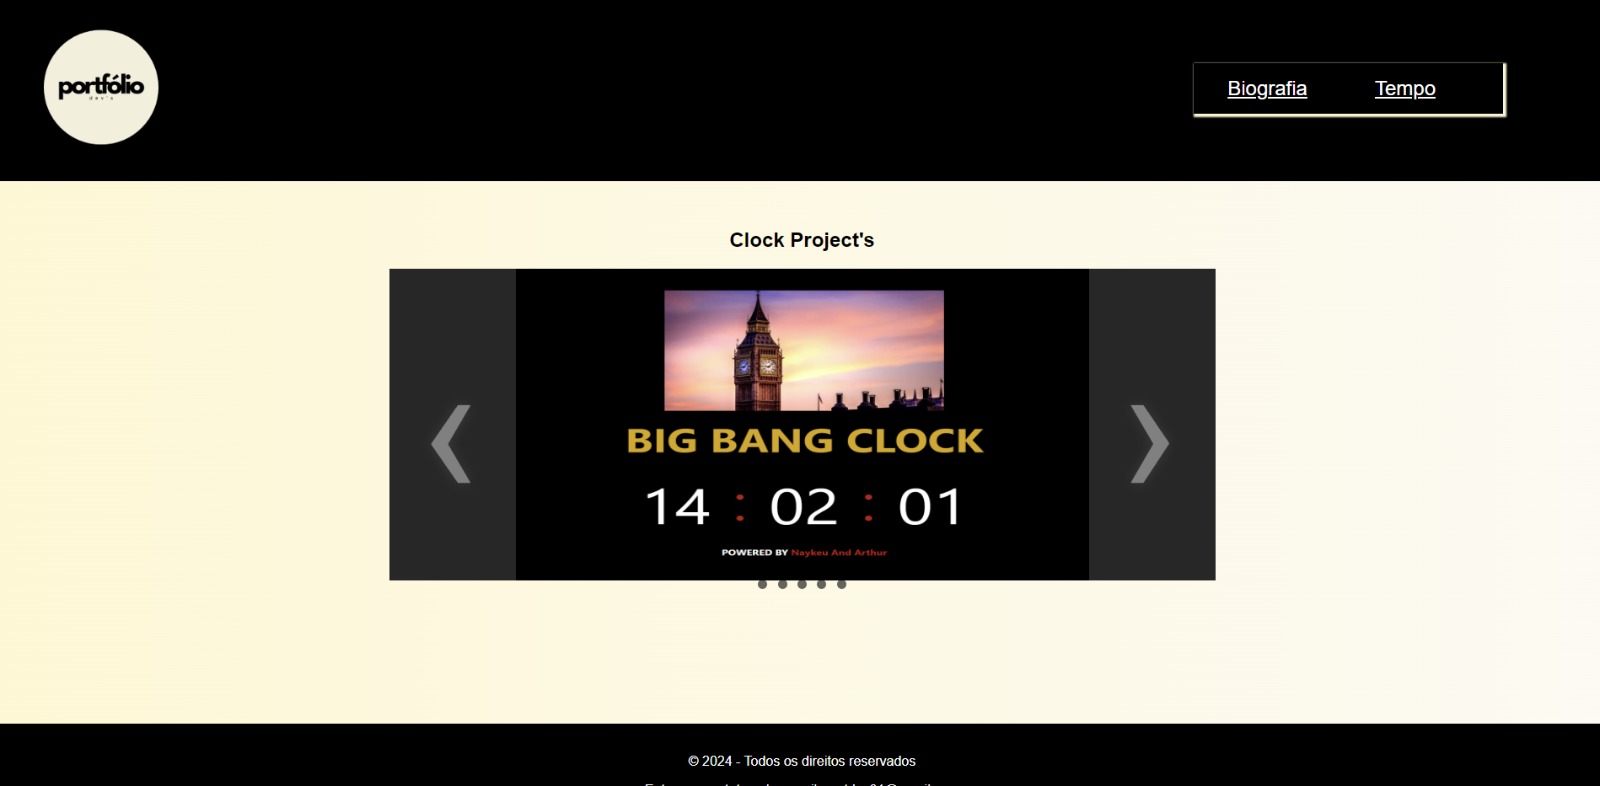 portfólio
dev's
Biografia Tempo
Clock Project's
BIG BANG CLOCK
14 : 02 : 01
POWERED BY Naykeu And Arthur
© 2024 - Todos os direitos reservados